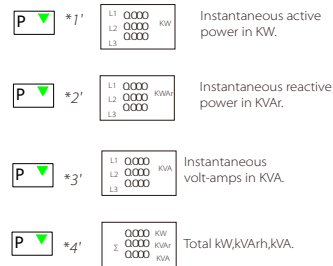 P *1' L1 0.000 KW Instantaneous active
L2 0.000 power in KW.
L3 0.000
P *2' L1 0.000 KWAr Instantaneous reactive
L2 0.000 power in KVAr.
L3 0.000
P *3' L1 0.000 KVA Instantaneous
L2 0.000 volt-amps in KVA.
L3 0.000
P *4' 0.000 KW
Σ 0.000 KVAr Total kW,kVArh,kVA.
0.000 KVA